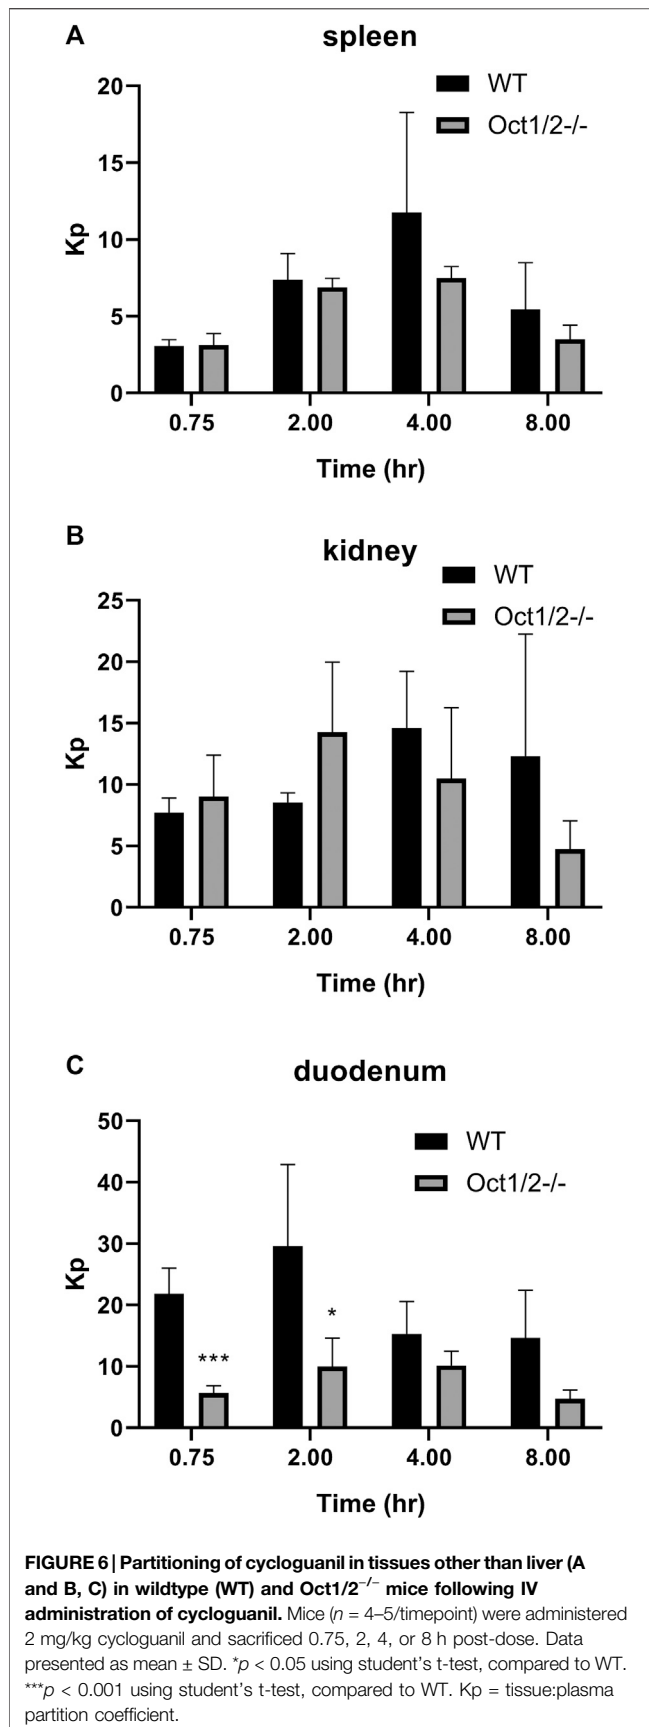 A
spleen
WT
Oct1/2-/-
20
15
10
5
0
Kp
0.75 2.00 4.00 8.00
Time (hr)
B
kidney
WT
Oct1/2-/-
25
20
15
10
5
0
Kp
0.75 2.00 4.00 8.00
Time (hr)
C
duodenum
WT
Oct1/2-/-
50
40
30
20
10
0
Kp
***
*
0.75 2.00 4.00 8.00
Time (hr)
FIGURE 6 | Partitioning of cycloguanil in tissues other than liver (A
and B, C) in wildtype (WT) and Oct1/2−/− mice following IV
administration of cycloguanil. Mice (n = 4–5/timepoint) were administered
2 mg/kg cycloguanil and sacrificed 0.75, 2, 4, or 8 h post-dose. Data
presented as mean ± SD. *p < 0.05 using student’s t-test, compared to WT.
***p < 0.001 using student’s t-test, compared to WT. Kp = tissue:plasma
partition coefficient.